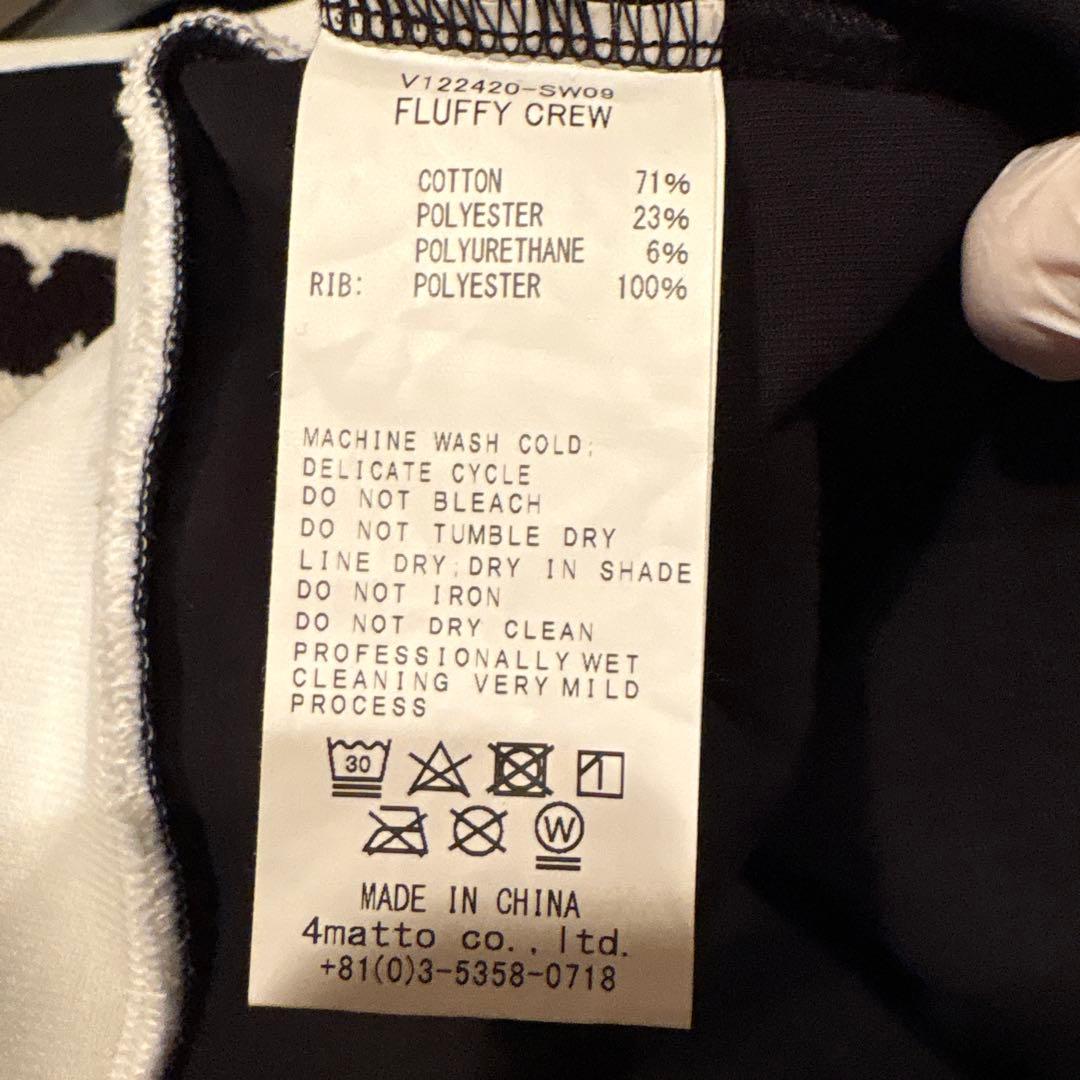 V122420-SW09
FLUFFY CREW
COTTON 71%
POLYESTER 23%
POLYURETHANE 6%
RIB: POLYESTER 100%
MACHINE WASH COLD;
DELICATE CYCLE
DO NOT BLEACH
DO NOT TUMBLE DRY
LINE DRY;DRY IN SHADE
DO NOT IRON
DO NOT DRY CLEAN
PROFESSIONALLY WET
CLEANING VERY MILD
PROCESS
30
W
MADE IN CHINA
4matto co., ltd.
+81(0)3-5358-0718